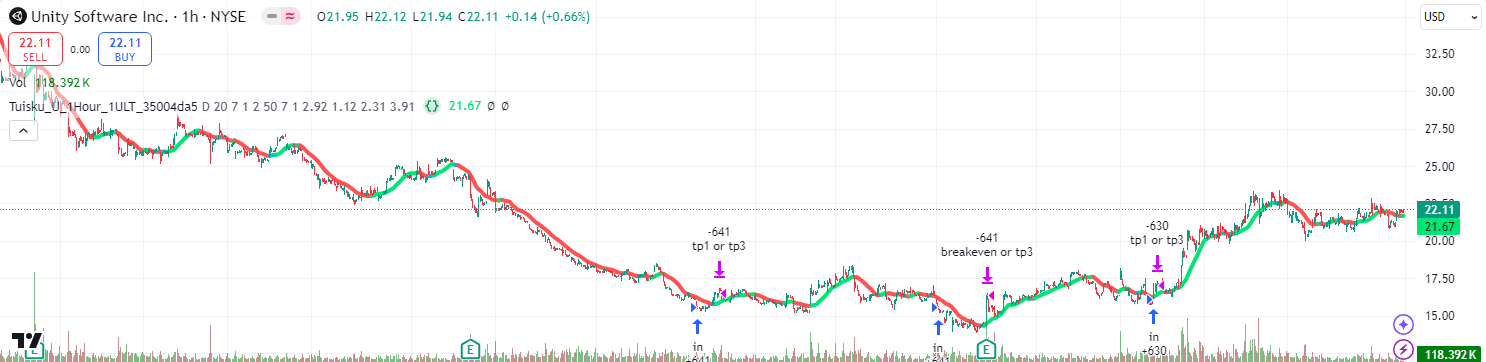 Unity Software Inc. · 1h · NYSE O21.95 H22.12 L21.94 C22.11 +0.14 (+0.66%)
USD
22.11 SELL 0.00 22.11 BUY
Vol 118.392 K
Tuisku_U_1Hour_1ULT_35004da5 D 20 7 1 2 50 7 1 2.92 1.12 2.31 3.91 {} 21.67 Ø Ø
32.50
30.00
27.50
25.00
22.11
21.67
20.00
17.50
15.00
118.392 K
-641
tp1 or tp3
-641
breakeven or tp3
-630
tp1 or tp3
in
in
in
+630
E
E